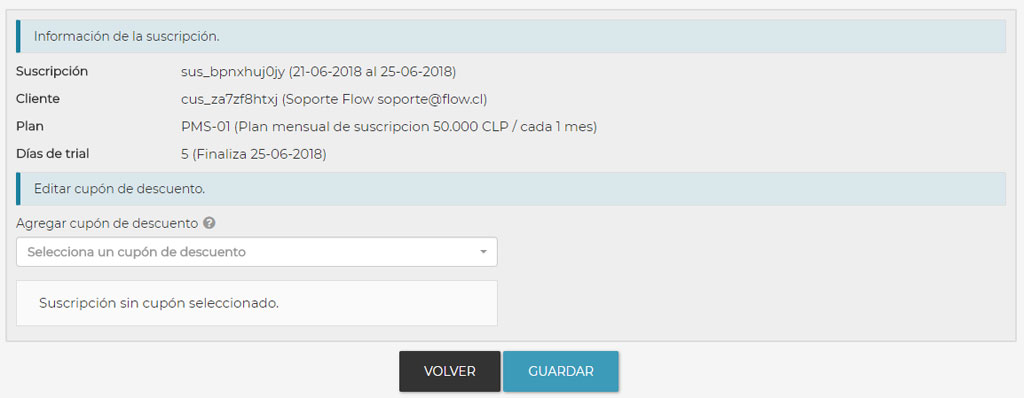 Información de la suscripción.
Suscripción sus_bpnxhuj0jy (21-06-2018 al 25-06-2018)
Cliente cus_za7zf8htxj (Soporte Flow soporte@flow.cl)
Plan PMS-01 (Plan mensual de suscripcion 50.000 CLP / cada 1 mes)
Días de trial 5 (Finaliza 25-06-2018)
Editar cupón de descuento.
Agregar cupón de descuento ?
Selecciona un cupón de descuento
Suscripción sin cupón seleccionado.
VOLVER GUARDAR